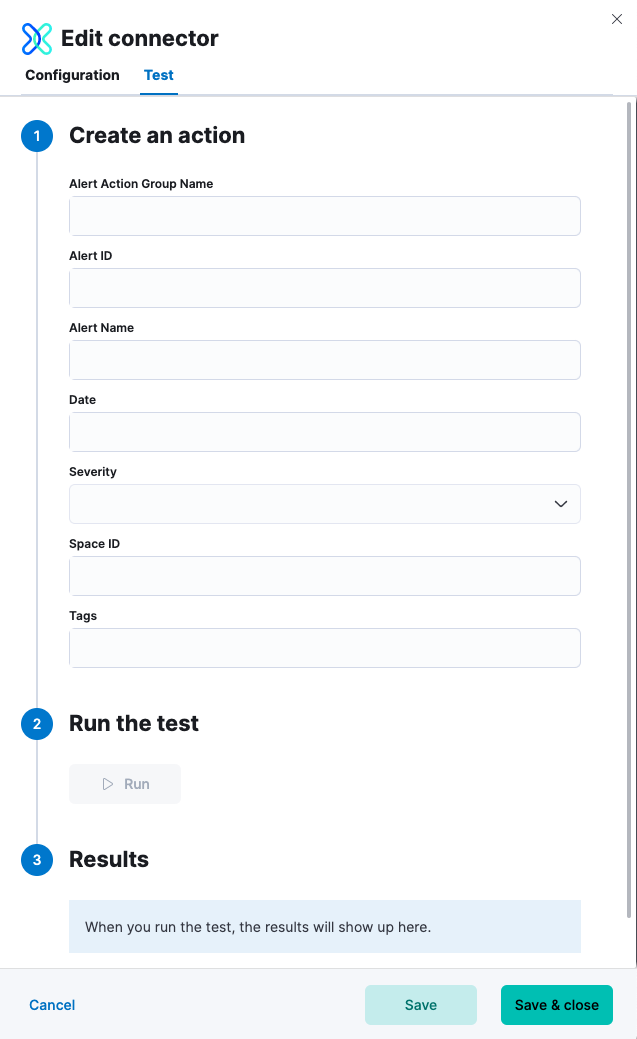 Edit connector
Configuration Test
1 Create an action
Alert Action Group Name
Alert ID
Alert Name
Date
Severity
Space ID
Tags
2 Run the test
Run
3 Results
When you run the test, the results will show up here.
Cancel Save Save & close